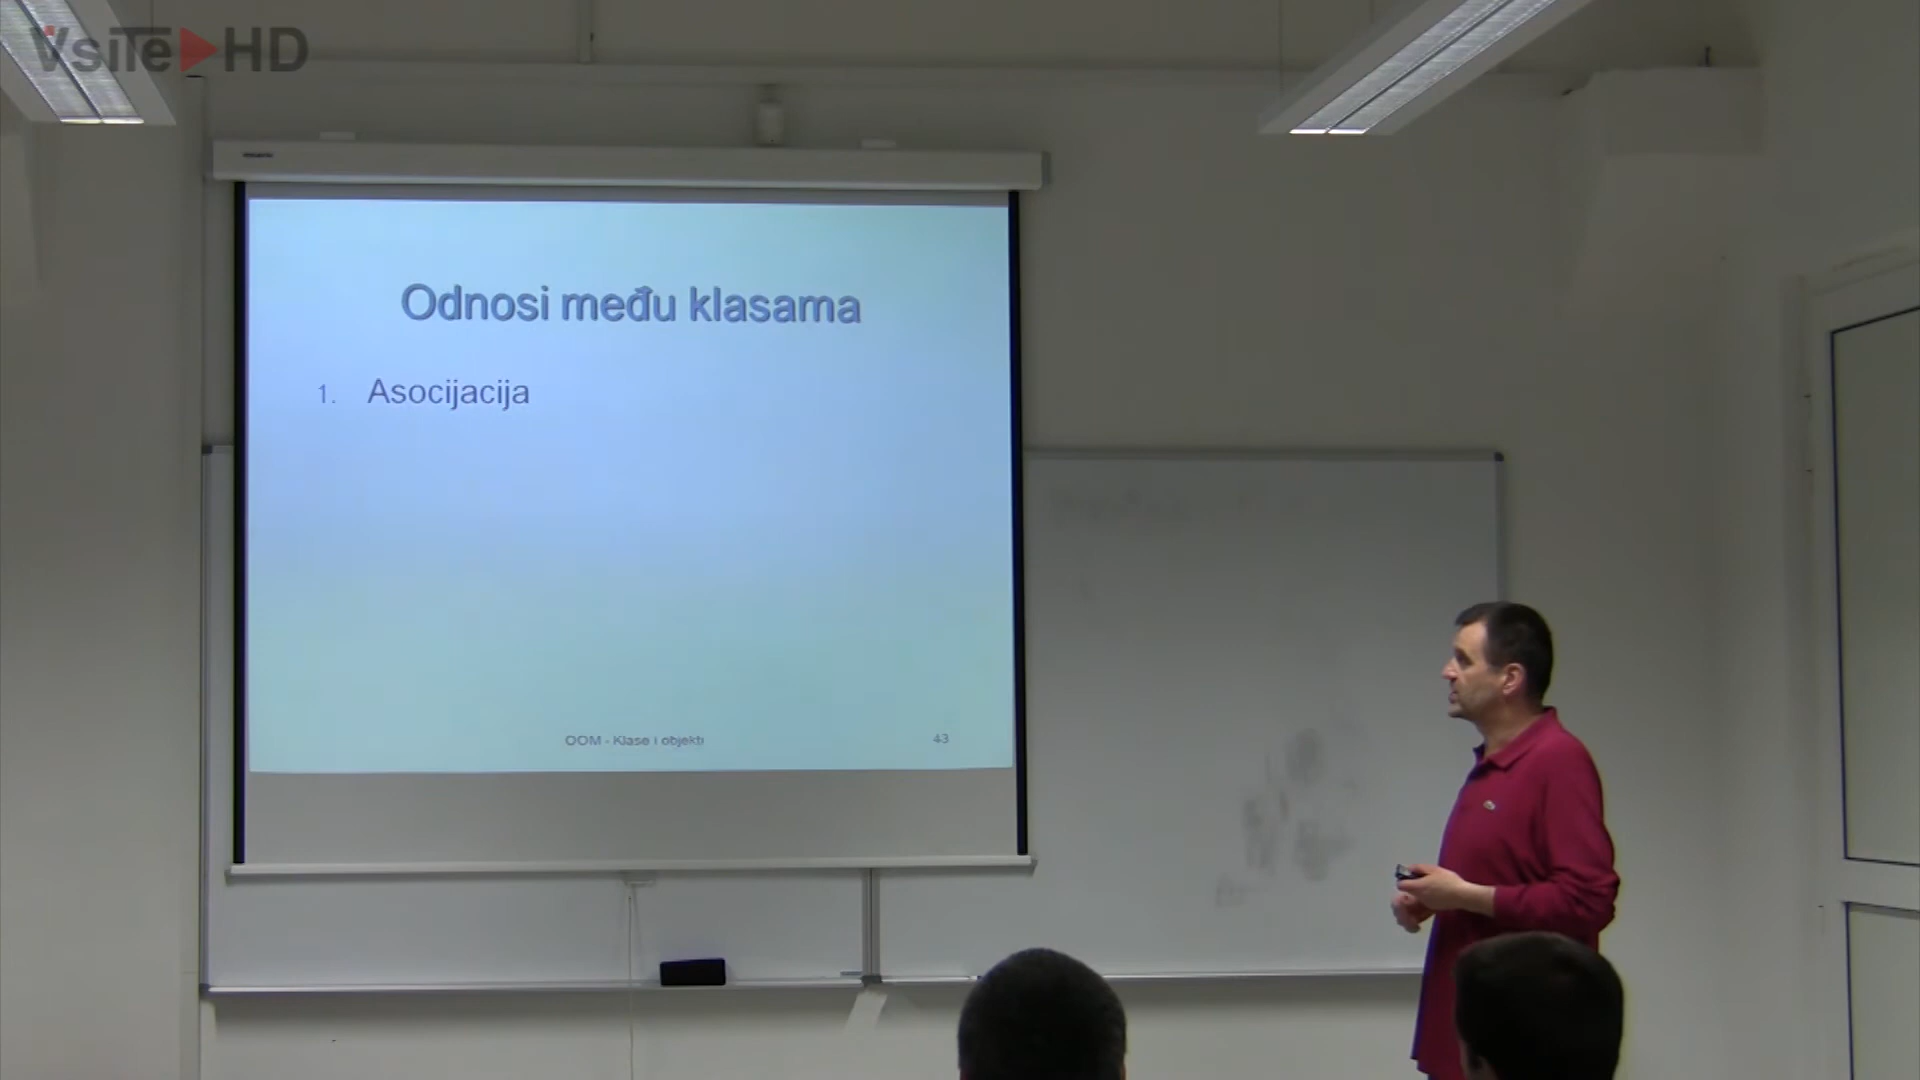 VsiTe HD
Odnosi među klasama
1. Asocijacija
OOM - Klase i objekti
43